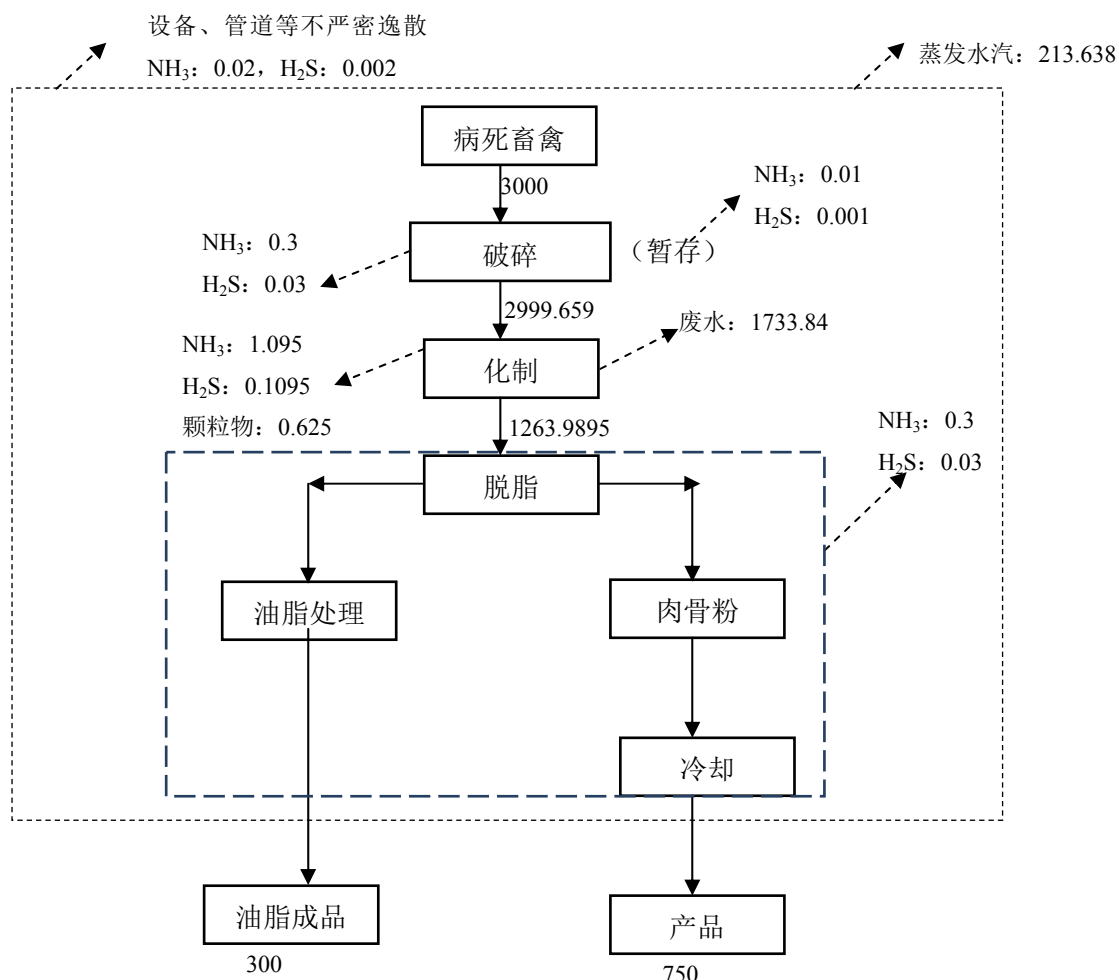 设备、管道等不严密逸散
NH₃：0.02，H₂S：0.002
蒸发水汽：213.638
病死畜禽
3000
NH₃：0.01
H₂S：0.001
NH₃：0.3
H₂S：0.03
破碎
（暂存）
2999.659
废水：1733.84
NH₃：1.095
H₂S：0.1095
颗粒物：0.625
化制
1263.9895
NH₃：0.3
H₂S：0.03
脱脂
油脂处理
肉骨粉
冷却
油脂成品
300
产品
750